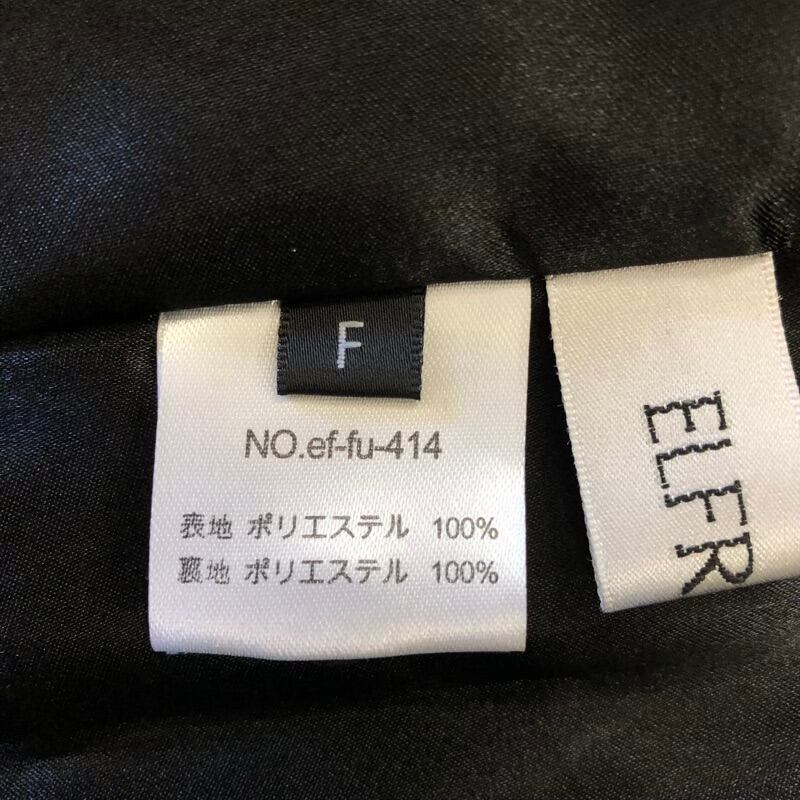 F
NO.ef-fu-414
表地 ポリエステル 100%
裏地 ポリエステル 100%
ELFR